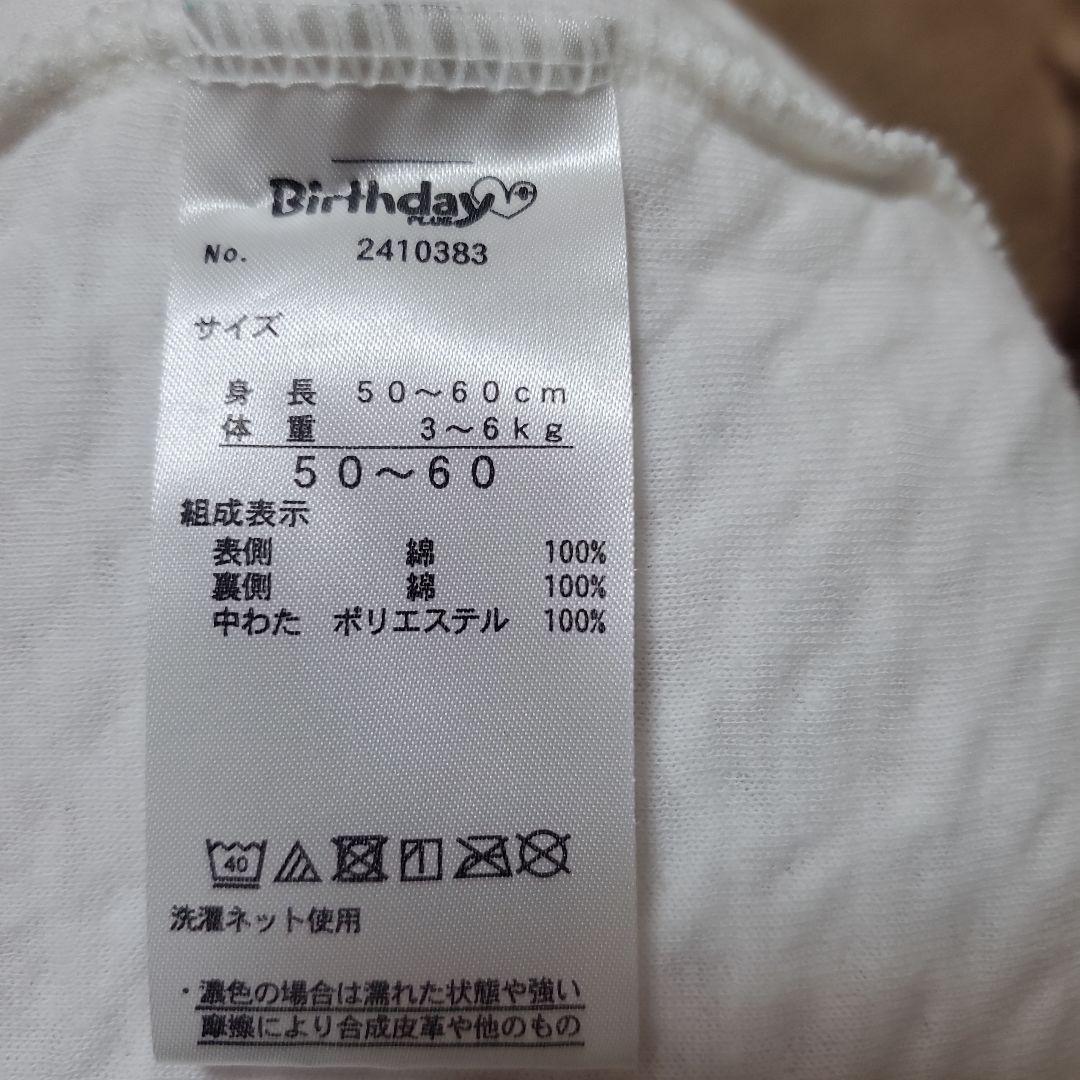 Birthday
PLANE
No. 2410383
サイズ
身 長 50～60cm
体 重 3～6kg
50～60
組成表示
表側 綿 100%
裏側 綿 100%
中わた ポリエステル 100%
40
洗濯ネット使用
・濃色の場合は濡れた状態や強い
摩擦により合成皮革や他のもの